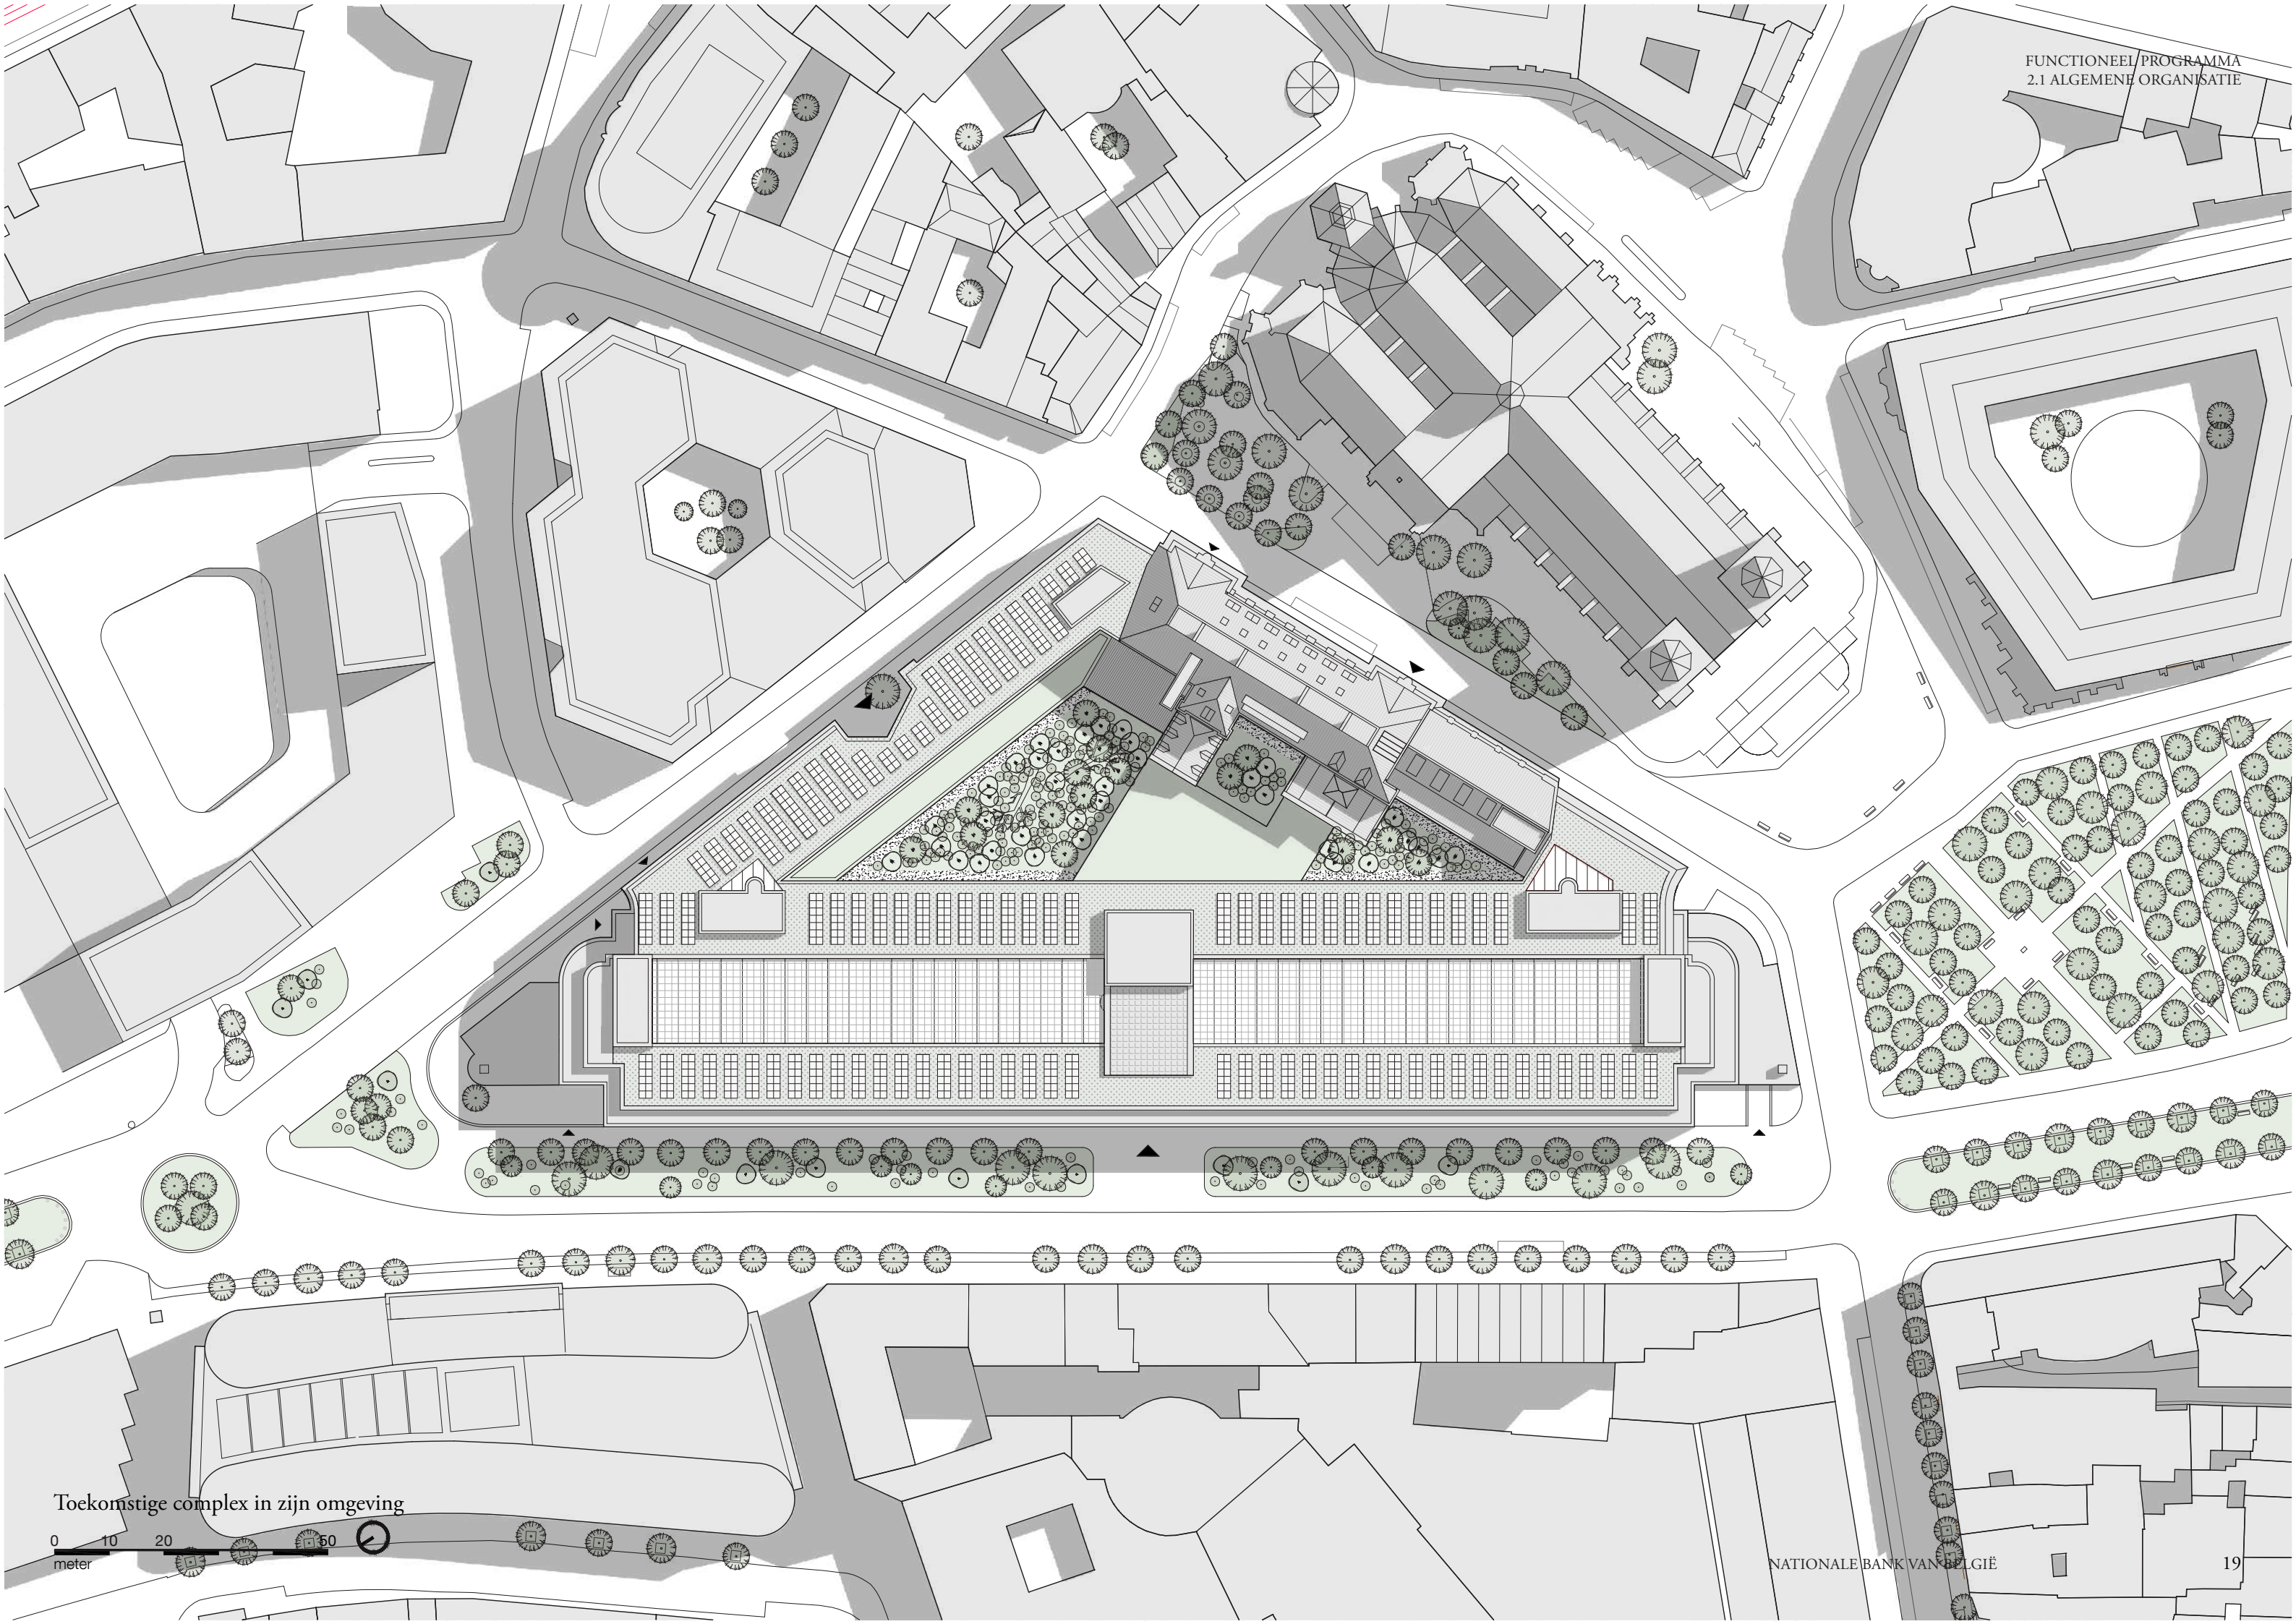 FUNCTIONEEL PROGRAMMA
2.1 ALGEMENE ORGANISATIE
Toekomstige complex in zijn omgeving
0 10 20 50
meter
NATIONALE BANK VAN BELGIË 19